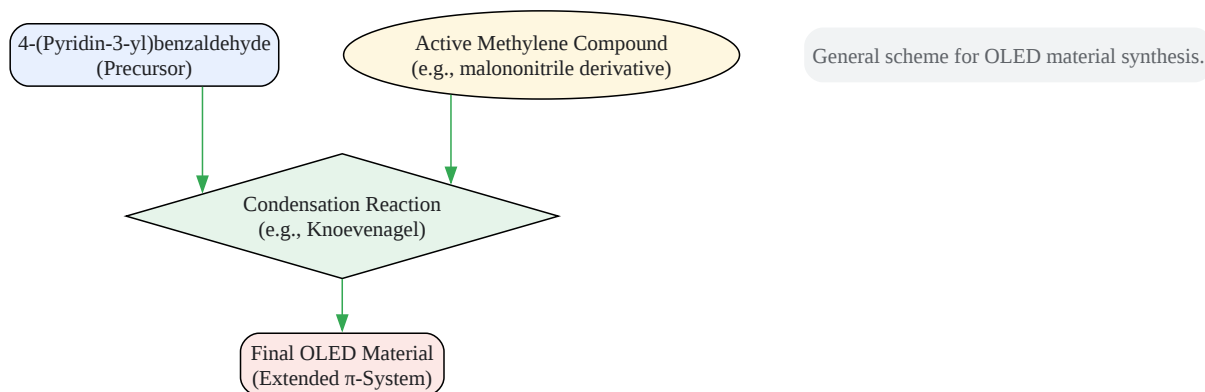 4-(Pyridin-3-yl)benzaldehyde
(Precursor)
Active Methylene Compound
(e.g., malononitrile derivative)
General scheme for OLED material synthesis.
Condensation Reaction
(e.g., Knoevenagel)
Final OLED Material
(Extended π-System)